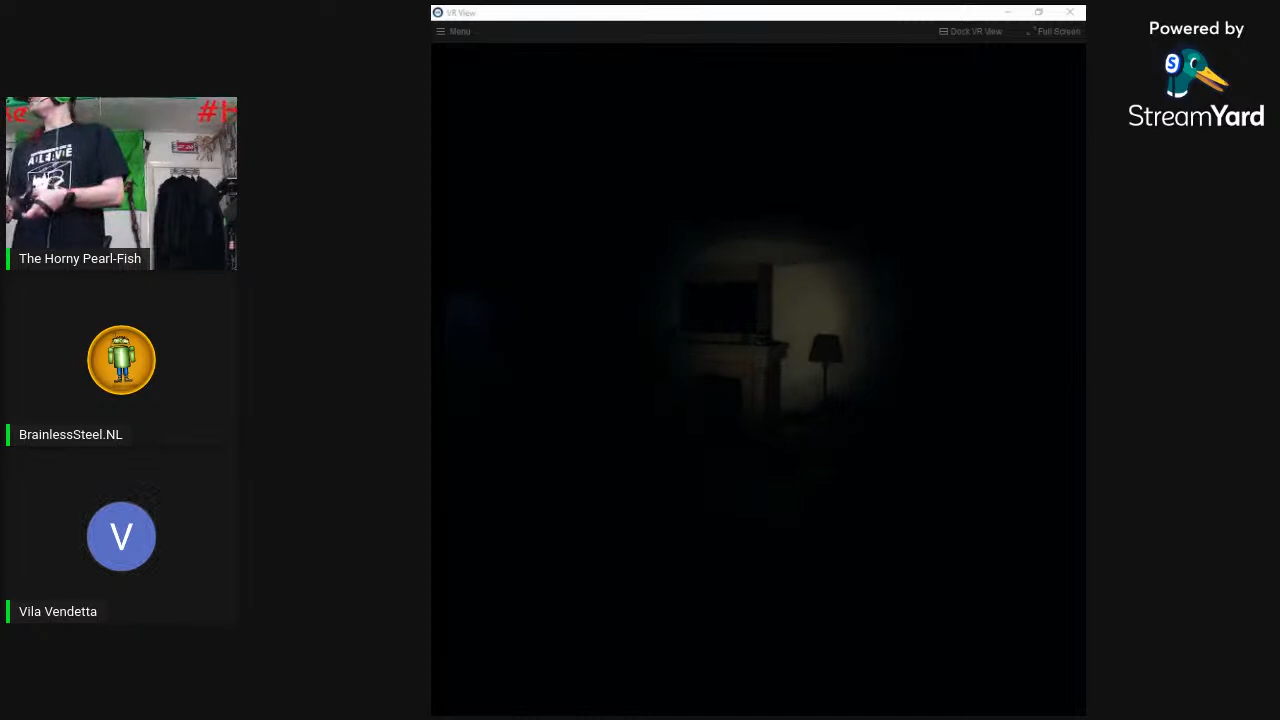 VR View
Menu
Dock VR View
Full Screen
Powered by
S
StreamYard
#
The Horny Pearl-Fish
BrainlessSteel.NL
V
Vila Vendetta